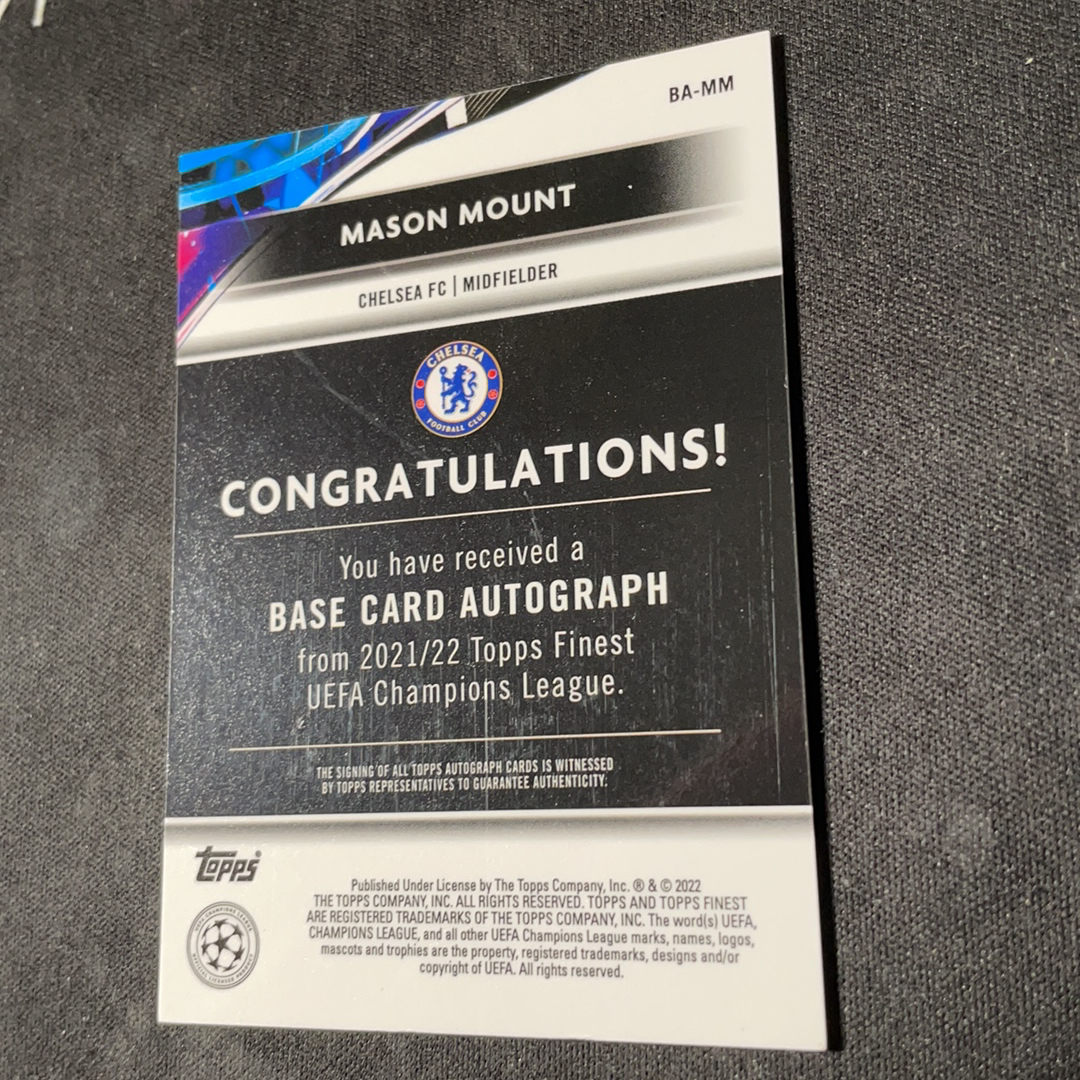 BA-MM
MASON MOUNT
CHELSEA FC | MIDFIELDER
CHELSEA
FOOTBALL CLUB
CONGRATULATIONS!
You have received a
BASE CARD AUTOGRAPH
from 2021/22 Topps Finest
UEFA Champions League.
THE SIGNING OF ALL TOPPS AUTOGRAPH CARDS IS WITNESSED
BY TOPPS REPRESENTATIVES TO GUARANTEE AUTHENTICITY.
topps®
Published Under License by The Topps Company, Inc. ® & © 2022
THE TOPPS COMPANY, INC. ALL RIGHTS RESERVED. TOPPS AND TOPPS FINEST
ARE REGISTERED TRADEMARKS OF THE TOPPS COMPANY, INC. The word(s) UEFA,
CHAMPIONS LEAGUE, and all other UEFA Champions League marks, names, logos,
mascots and trophies are the property, registered trademarks, designs and/or
copyright of UEFA. All rights reserved.